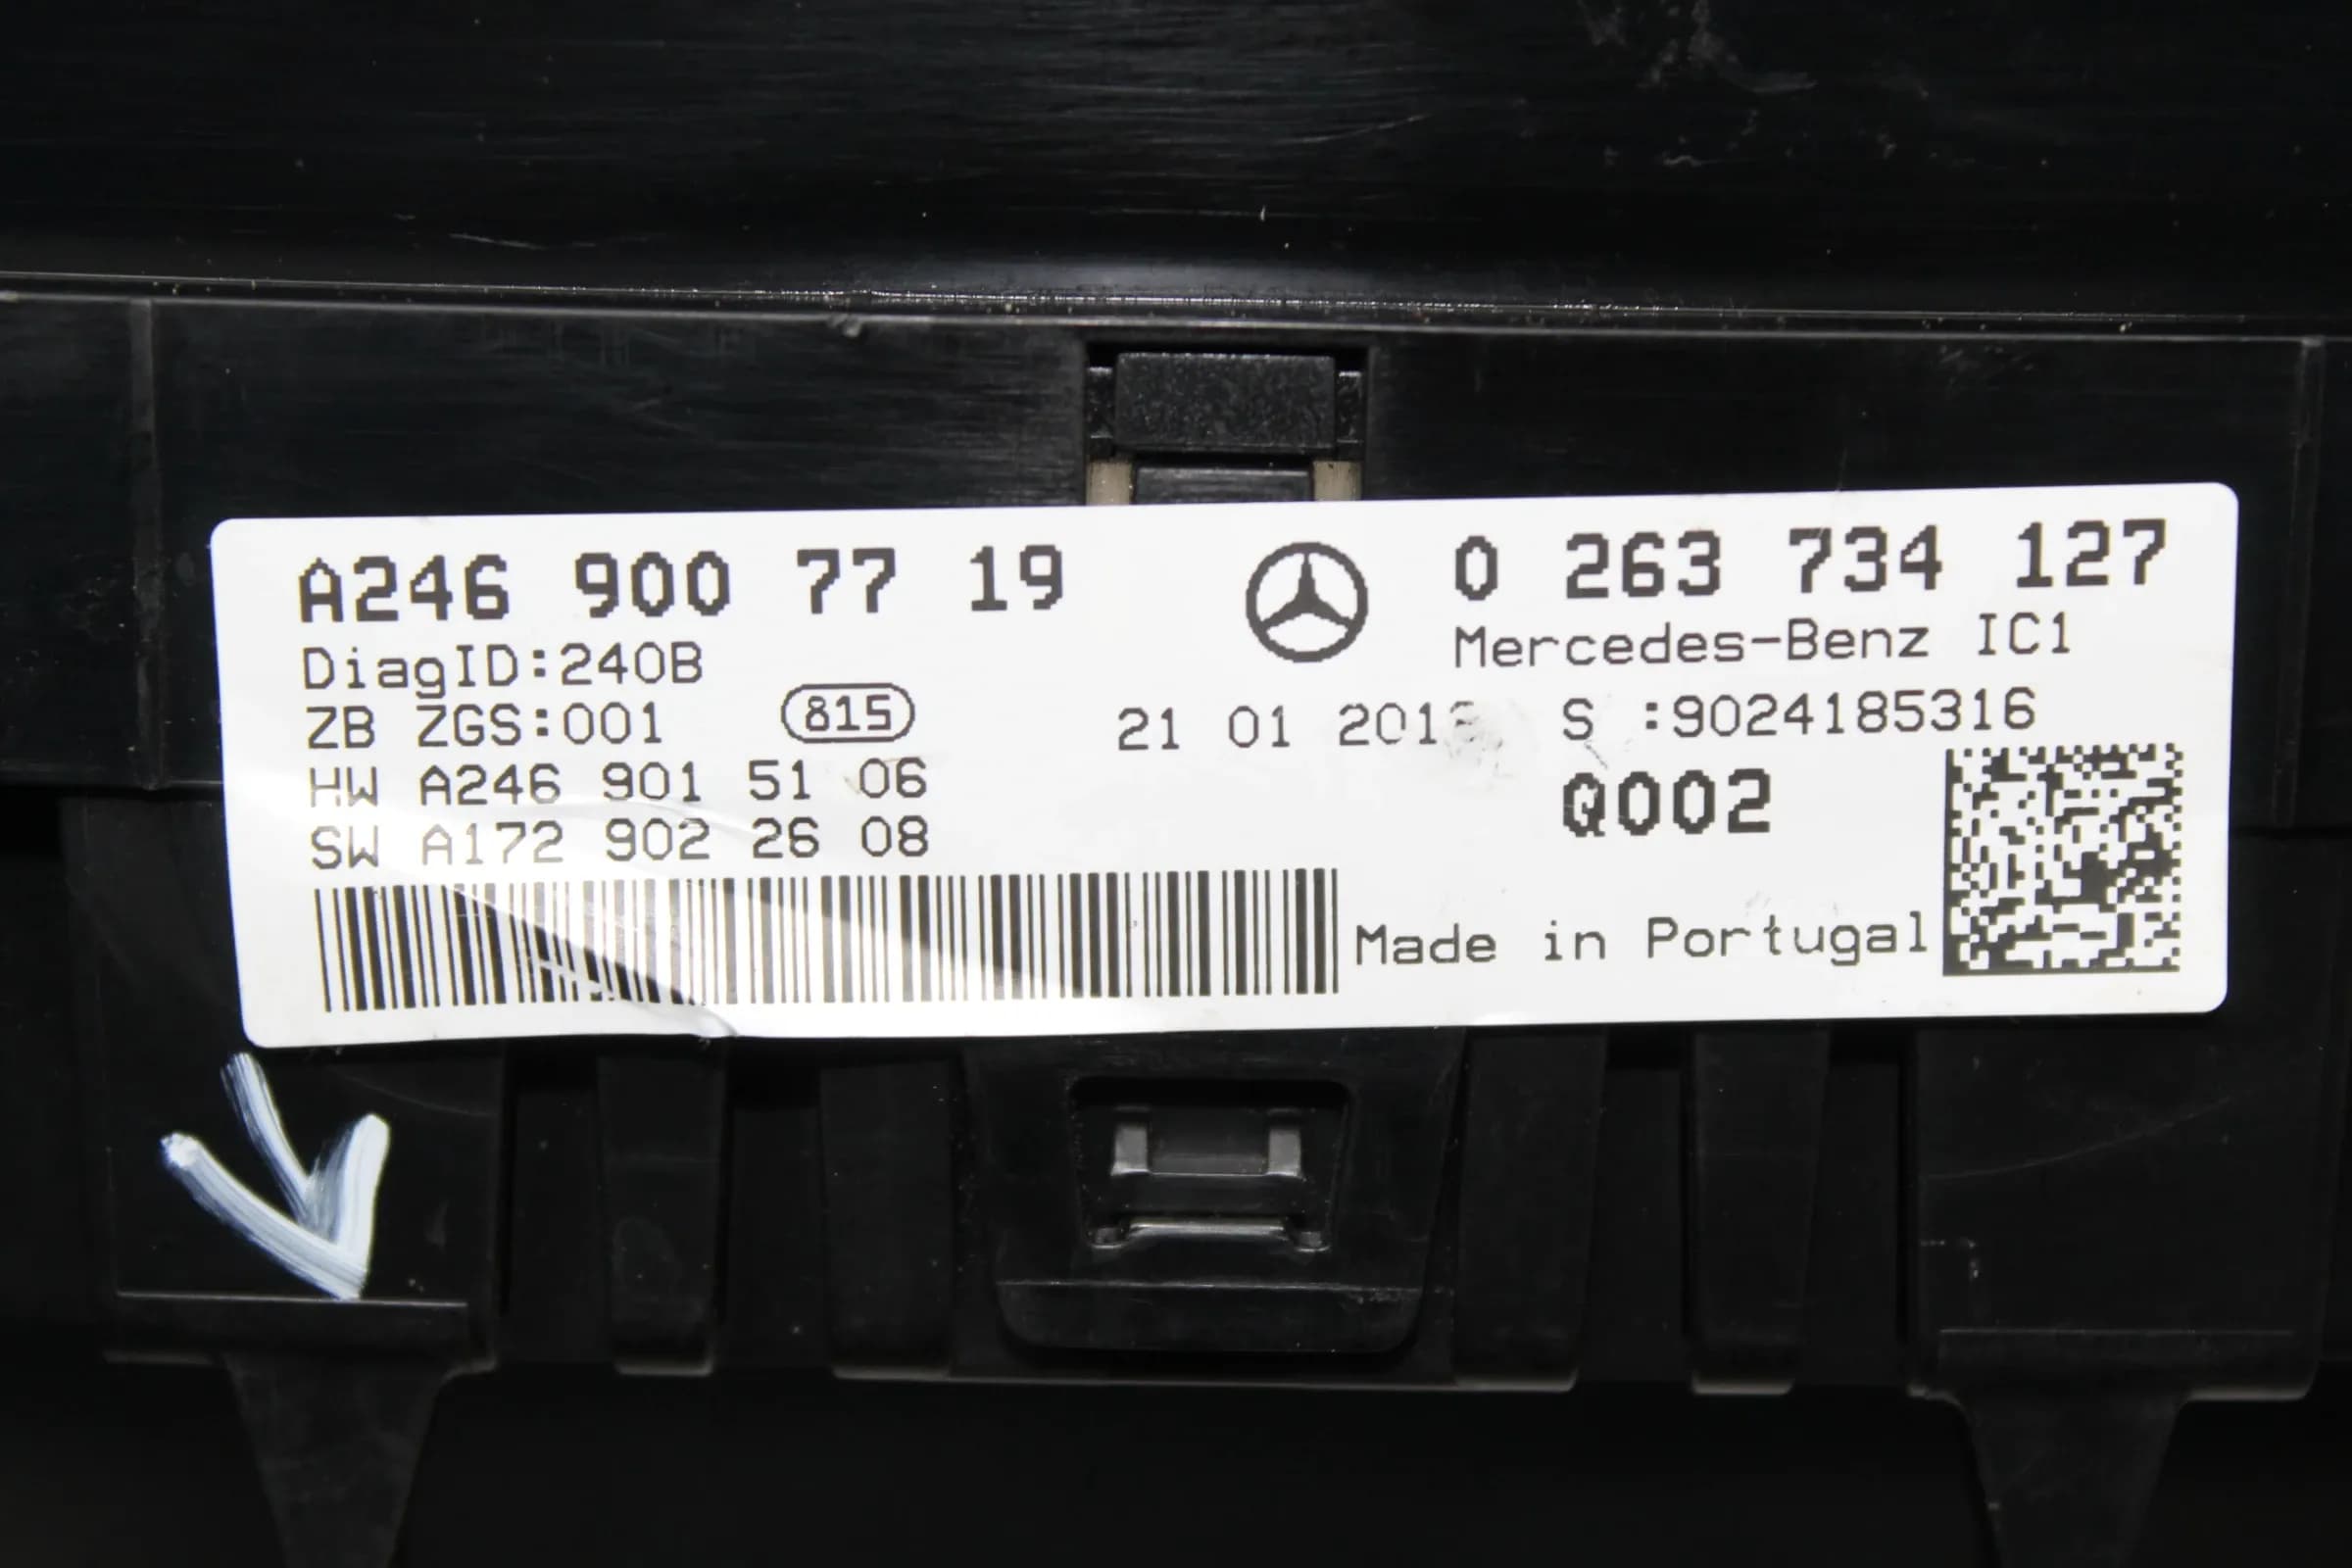 A246 900 77 19
0 263 734 127
DiagID:240B
Mercedes-Benz IC1
ZB ZGS:001
815
21 01
S :9024185316
HW A246 901 51 06
Q002
SW A172 902 26 08
Made in Portugal